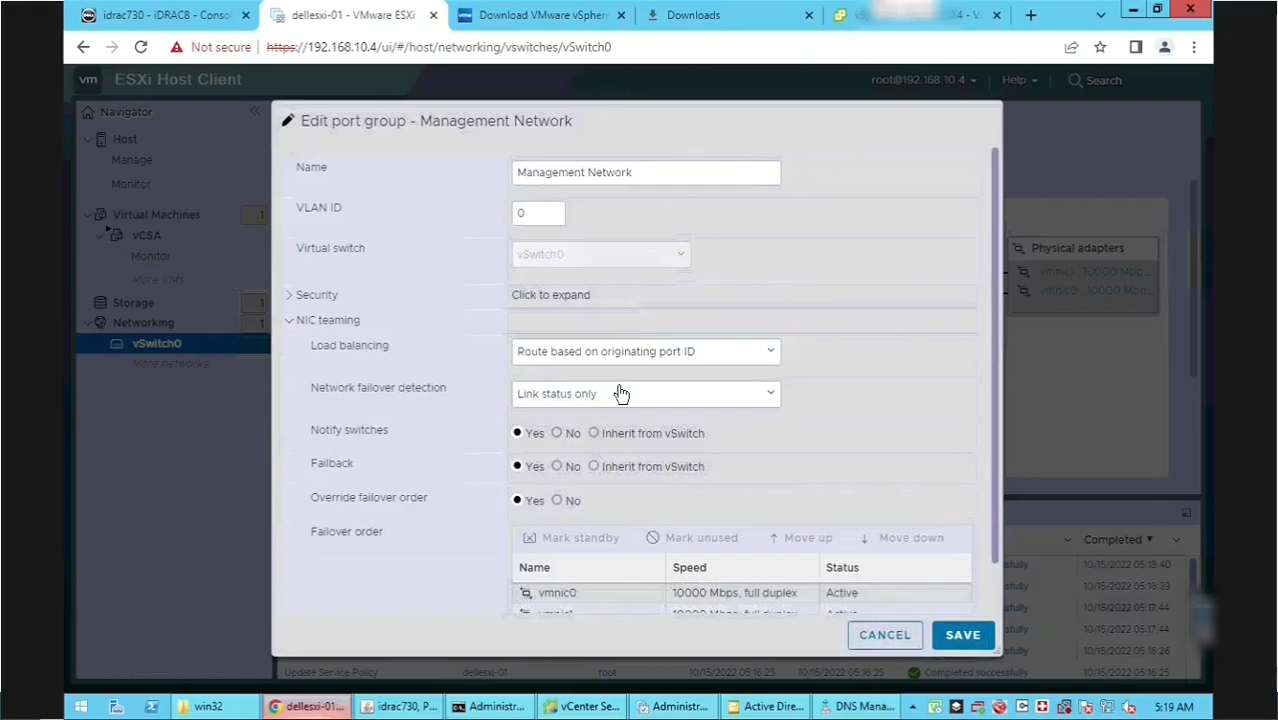 idrac730 - iDRAC8 - Conso
dellesxi-01 - VMware ESXi
Download VMware vSphere
Downloads
Not secure
https://192.168.10.4/ui/#/host/networking/vswitches/vSwitch0
vm
ESXi Host Client
root@192.168.10.4
Help
Search
Navigator
Host
Manage
Monitor
Virtual Machines
1
vCSA
Monitor
More VMs
Storage
1
Networking
1
vSwitch0
More networks
Edit port group - Management Network
Name
Management Network
VLAN ID
0
Virtual switch
vSwitch0
Security
Click to expand
NIC teaming
Load balancing
Route based on originating port ID
Network failover detection
Link status only
Notify switches
Yes No Inherit from vSwitch
Failback
Yes No Inherit from vSwitch
Override failover order
Yes No
Failover order
Mark standby Mark unused Move up Move down
Name Speed Status
vmnic0 10000 Mbps, full duplex Active
CANCEL SAVE
Physical adapters
vmnic1 , 10000 Mbp...
vmnic0 , 10000 Mbp...
Completed
10/15/2022 05:18:40
10/15/2022 05:18:39
10/15/2022 05:17:44
10/15/2022 05:17:44
10/15/2022 05:16:26
Update Service Policy dellesxi-01 root 10/15/2022 05:16:25 Completed successfully 10/15/2022 05:16:25
win32
dellesxi-01...
idrac730, P...
Administr...
vCenter Se...
Administr...
Active Dire...
DNS Mana...
5:19 AM